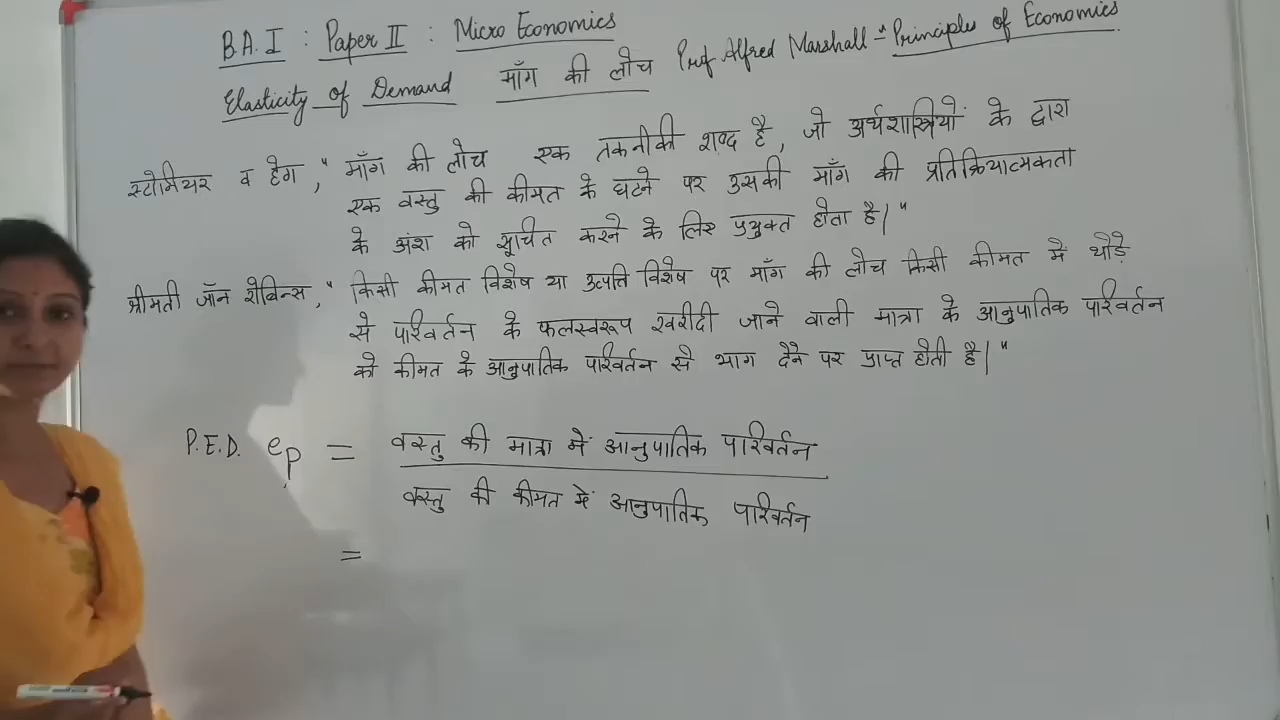 B.A. I : Paper II : Micro Economics
Elasticity of Demand माँग की लोच Prof. Alfred Marshall - "Principles of Economics
स्टोनियर व हेग, " माँग की लोच एक तकनीकी शब्द है, जो अर्थशास्त्रियों के द्वारा
एक वस्तु की कीमत के घटने पर उसकी माँग की प्रतिक्रियात्मकता
के अंश को सूचित करने के लिए प्रयुक्त होता है।"
श्रीमती जॉन रोबिन्स, " किसी कीमत विशेष या उत्पत्ति विशेष पर माँग की लोच किसी कीमत में थोड़े
से परिवर्तन के फलस्वरूप खरीदी जाने वाली मात्रा के आनुपातिक परिवर्तन
को कीमत के आनुपातिक परिवर्तन से भाग देने पर प्राप्त होती है।"
P.E.D. ep = वस्तु की मात्रा में आनुपातिक परिवर्तन
वस्तु की कीमत में आनुपातिक परिवर्तन
=